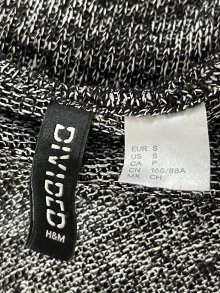 DIVIDED
H&M
EUR S
US S
CA P
CN 165/88A
MX CH